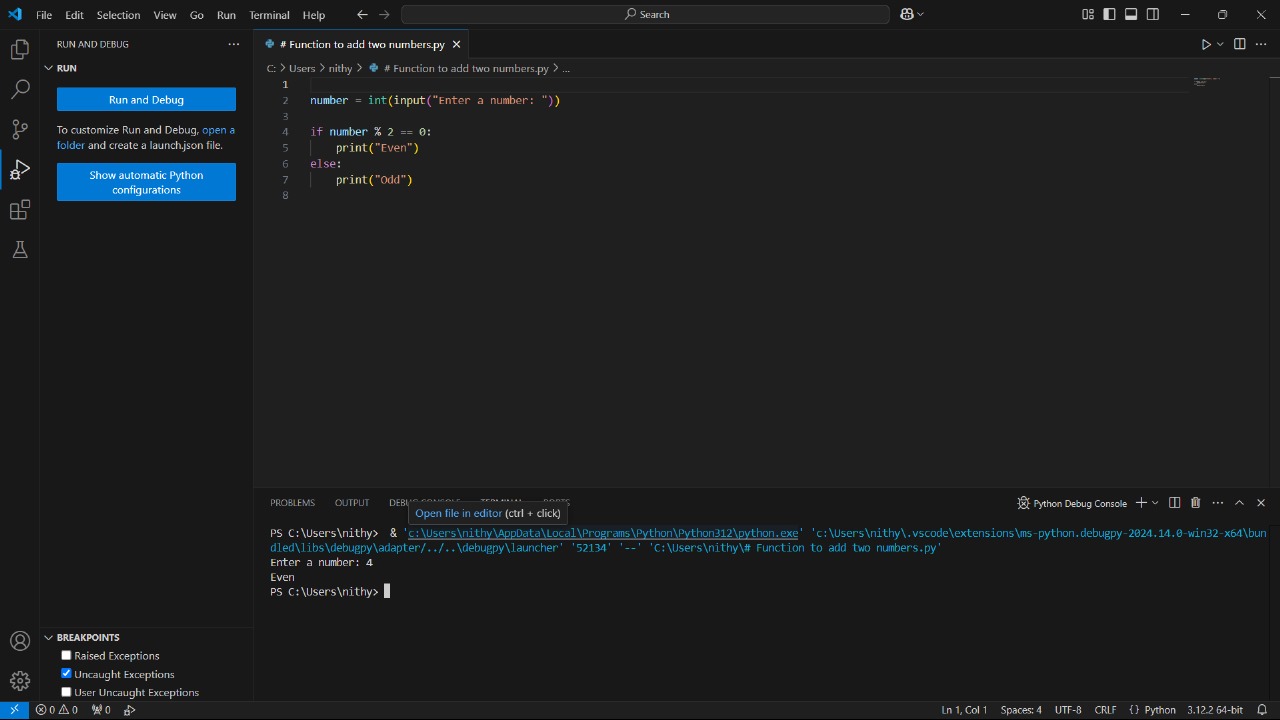 File Edit Selection View Go Run Terminal Help Search
RUN AND DEBUG
# Function to add two numbers.py
RUN
Run and Debug
To customize Run and Debug, open a
folder and create a launch.json file.
Show automatic Python
configurations
C: > Users > nithy > # Function to add two numbers.py > ...
1
2 number = int(input("Enter a number: "))
3
4 if number % 2 == 0:
5 print("Even")
6 else:
7 print("Odd")
8
PROBLEMS OUTPUT DEBUG CONSOLE TERMINAL PORTS Python Debug Console
Open file in editor (ctrl + click)
PS C:\Users\nithy> & 'c:\Users\nithy\AppData\Local\Programs\Python\Python312\python.exe' 'c:\Users\nithy\.vscode\extensions\ms-python.debugpy-2024.14.0-win32-x64\bun
dled\libs\debugpy\adapter/../..\debugpy\launcher' '52134' '--' 'C:\Users\nithy\# Function to add two numbers.py'
Enter a number: 4
Even
PS C:\Users\nithy>
BREAKPOINTS
Raised Exceptions
Uncaught Exceptions
User Uncaught Exceptions
0 0 0 Ln 1, Col 1 Spaces: 4 UTF-8 CRLF {} Python 3.12.2 64-bit